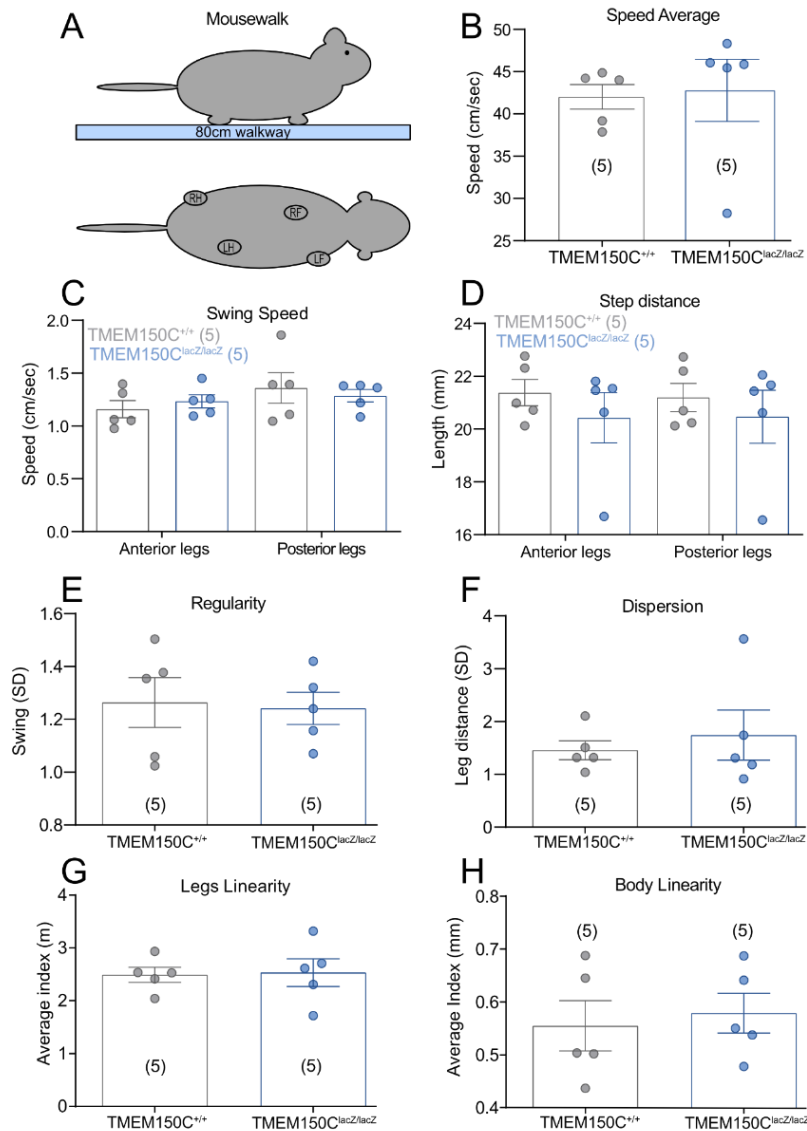 A
Mousewalk
80cm walkway
RH
RF
LH
LF
B
Speed Average
Speed (cm/sec)
50
45
40
35
30
25
(5)
(5)
TMEM150C+/+
TMEM150ClacZ/lacZ
C
Swing Speed
TMEM150C+/+ (5)
TMEM150ClacZ/lacZ (5)
Speed (cm/sec)
2.0
1.5
1.0
0.5
0.0
Anterior legs
Posterior legs
D
Step distance
TMEM150C+/+ (5)
TMEM150ClacZ/lacZ (5)
Length (mm)
24
22
20
18
16
Anterior legs
Posterior legs
E
Regularity
Swing (SD)
1.6
1.4
1.2
1.0
0.8
(5)
(5)
TMEM150C+/+
TMEM150ClacZ/lacZ
F
Dispersion
Leg distance (SD)
4
3
2
1
0
(5)
(5)
TMEM150C+/+
TMEM150ClacZ/lacZ
G
Legs Linearity
Average index (m)
4
3
2
1
0
(5)
(5)
TMEM150C+/+
TMEM150ClacZ/lacZ
H
Body Linearity
Average Index (mm)
0.8
0.7
0.6
0.5
0.4
(5)
(5)
TMEM150C+/+
TMEM150ClacZ/lacZ